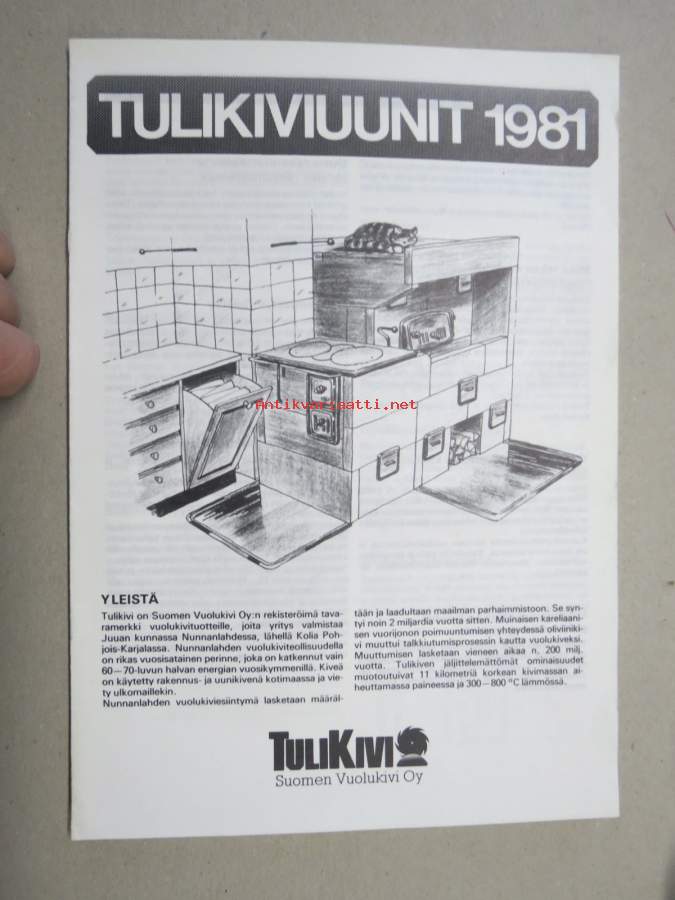 TULIKIVIUUNIT 1981
Antikvariaatti.net
YLEISTÄ
Tulikivi on Suomen Vuolukivi Oy:n rekisteröimä tava-
ramerkki vuolukivituotteille, joita yritys valmistaa
Juuan kunnassa Nunnanlahdessa, lähellä Kolia Poh-
jois-Karjalassa. Nunnanlahden vuolukiviteollisuudella
on rikas vuosisatainen perinne, joka on katkennut vain
60—70-luvun halvan energian vuosikymmenillä. Kiveä
on käytetty rakennus- ja uunikivenä kotimaassa ja vie-
ty ulkomaillekin.
Nunnanlahden vuolukiviesiintymä lasketaan määräl-
tään ja laadultaan maailman parhaimmistoon. Se syn-
tyi noin 2 miljardia vuotta sitten. Muinaisen kareliaani-
sen vuorijonon poimuuntumisen yhteydessä oliviiniki-
vi muuttui talkkiutumisprosessin kautta vuolukiveksi.
Muuttumisen lasketaan vieneen aikaa n. 200 milj.
vuotta. Tulikiven jäljittelemättömät ominaisuudet
muotoutuivat 11 kilometriä korkean kivimassan ai-
heuttamassa paineessa ja 300—800 °C lämmössä.
TULIKIVI
Suomen Vuolukivi Oy